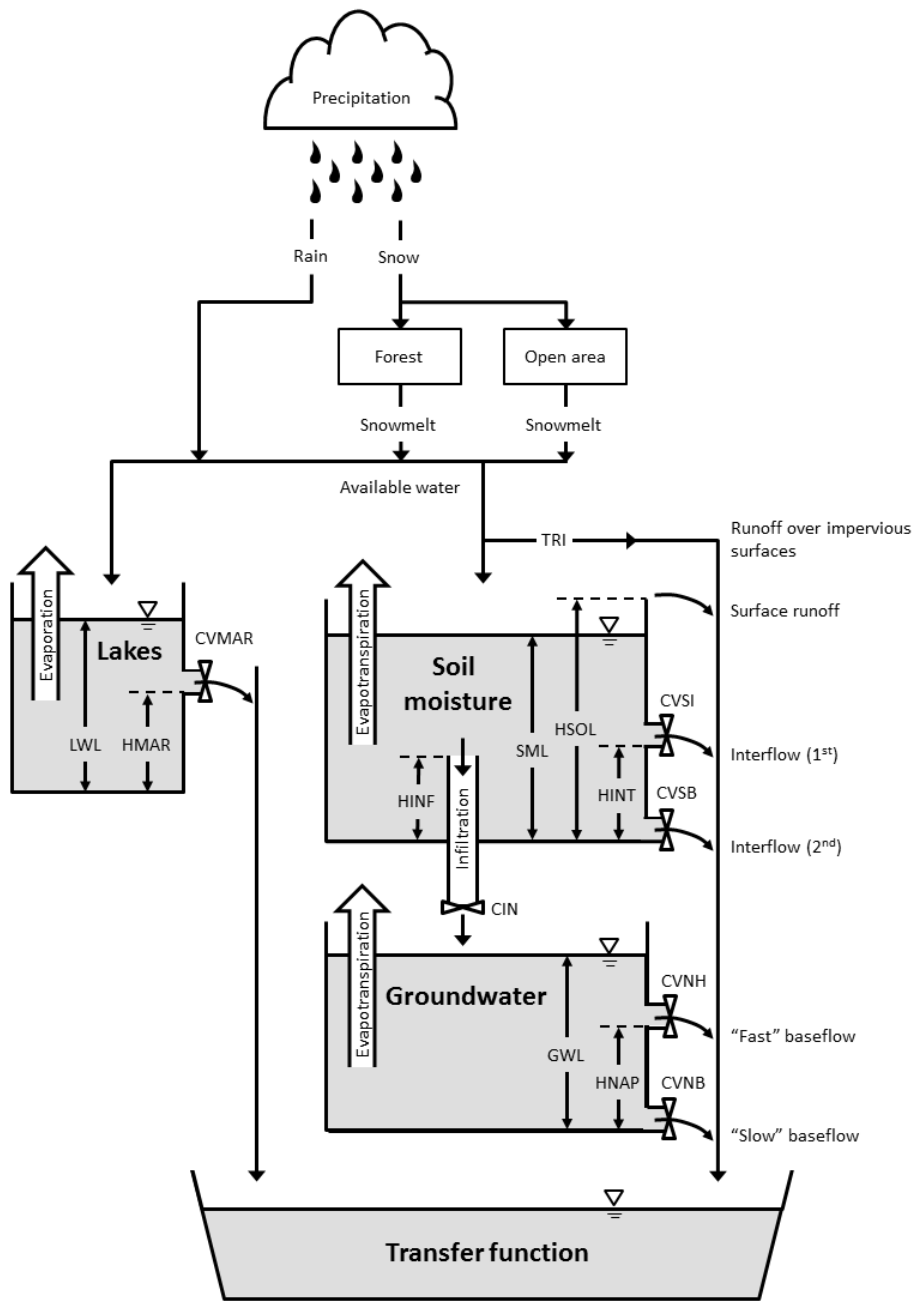 Precipitation
Rain
Snow
Forest
Open area
Snowmelt
Snowmelt
Available water
TRI
Runoff over impervious
surfaces
Evaporation
Lakes
CVMAR
LWL
HMAR
Evapotranspiration
Soil
moisture
Surface runoff
HSOL
SML
CVSI
HINF
Infiltration
HINT
Interflow (1st)
CVSB
Interflow (2nd)
CIN
Evapotranspiration
Groundwater
CVNH
GWL
HNAP
"Fast" baseflow
CVNB
"Slow" baseflow
Transfer function